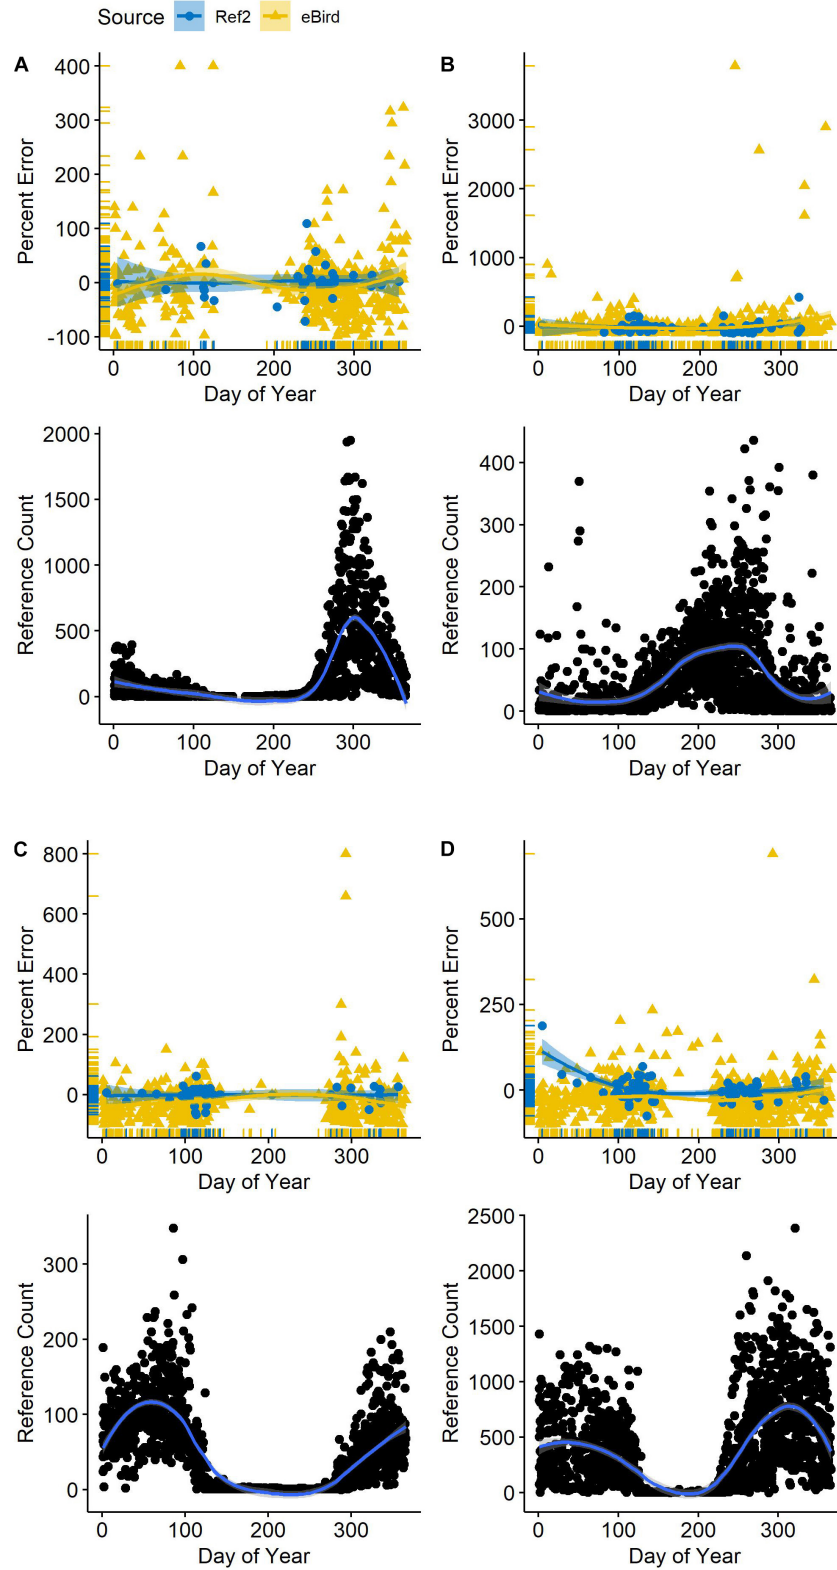 Source Ref2 eBird
A B
400
300
200
100
0
-100
Percent Error
0 100 200 300
Day of Year
3000
2000
1000
0
Percent Error
0 100 200 300
Day of Year
2000
1500
1000
500
0
Reference Count
0 100 200 300
Day of Year
400
300
200
100
0
Reference Count
0 100 200 300
Day of Year
C D
800
600
400
200
0
Percent Error
0 100 200 300
Day of Year
500
250
0
Percent Error
0 100 200 300
Day of Year
300
200
100
0
Reference Count
0 100 200 300
Day of Year
2500
2000
1500
1000
500
0
Reference Count
0 100 200 300
Day of Year